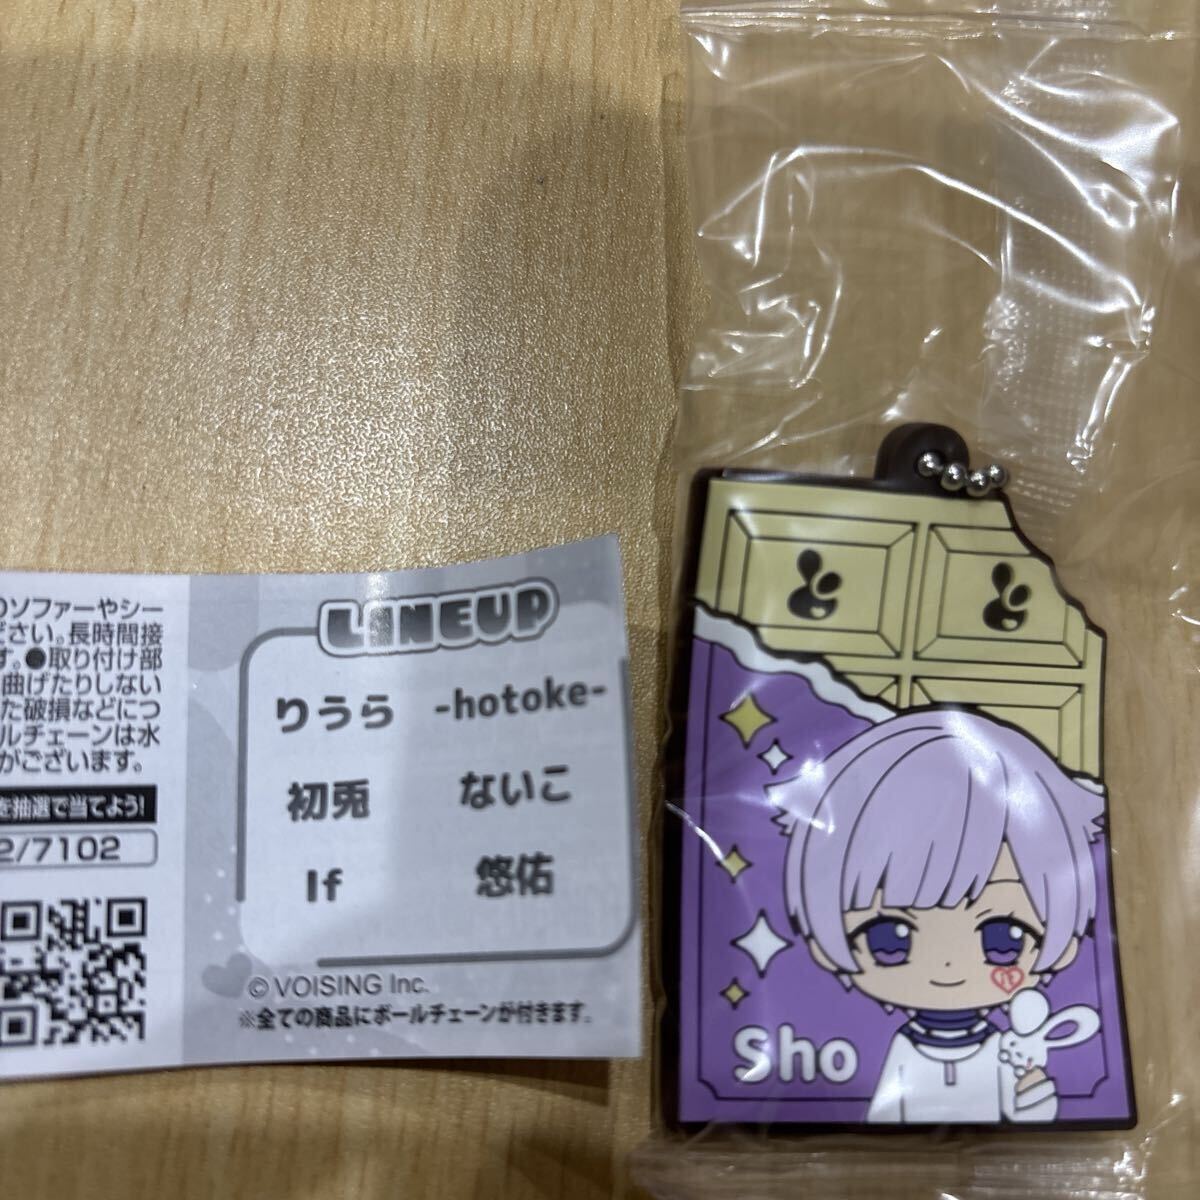 のソファーやシー
ださい。長時間接
す。●取り付け部
曲げたりしない
た破損などにつ
ルチェーンは水
がございます。
を抽選で当てよう!
2/7102
LINEUP
りうら -hotoke-
初兎 ないこ
If 悠佑
© VOISING Inc.
※全ての商品にボールチェーンが付きます。
Sho